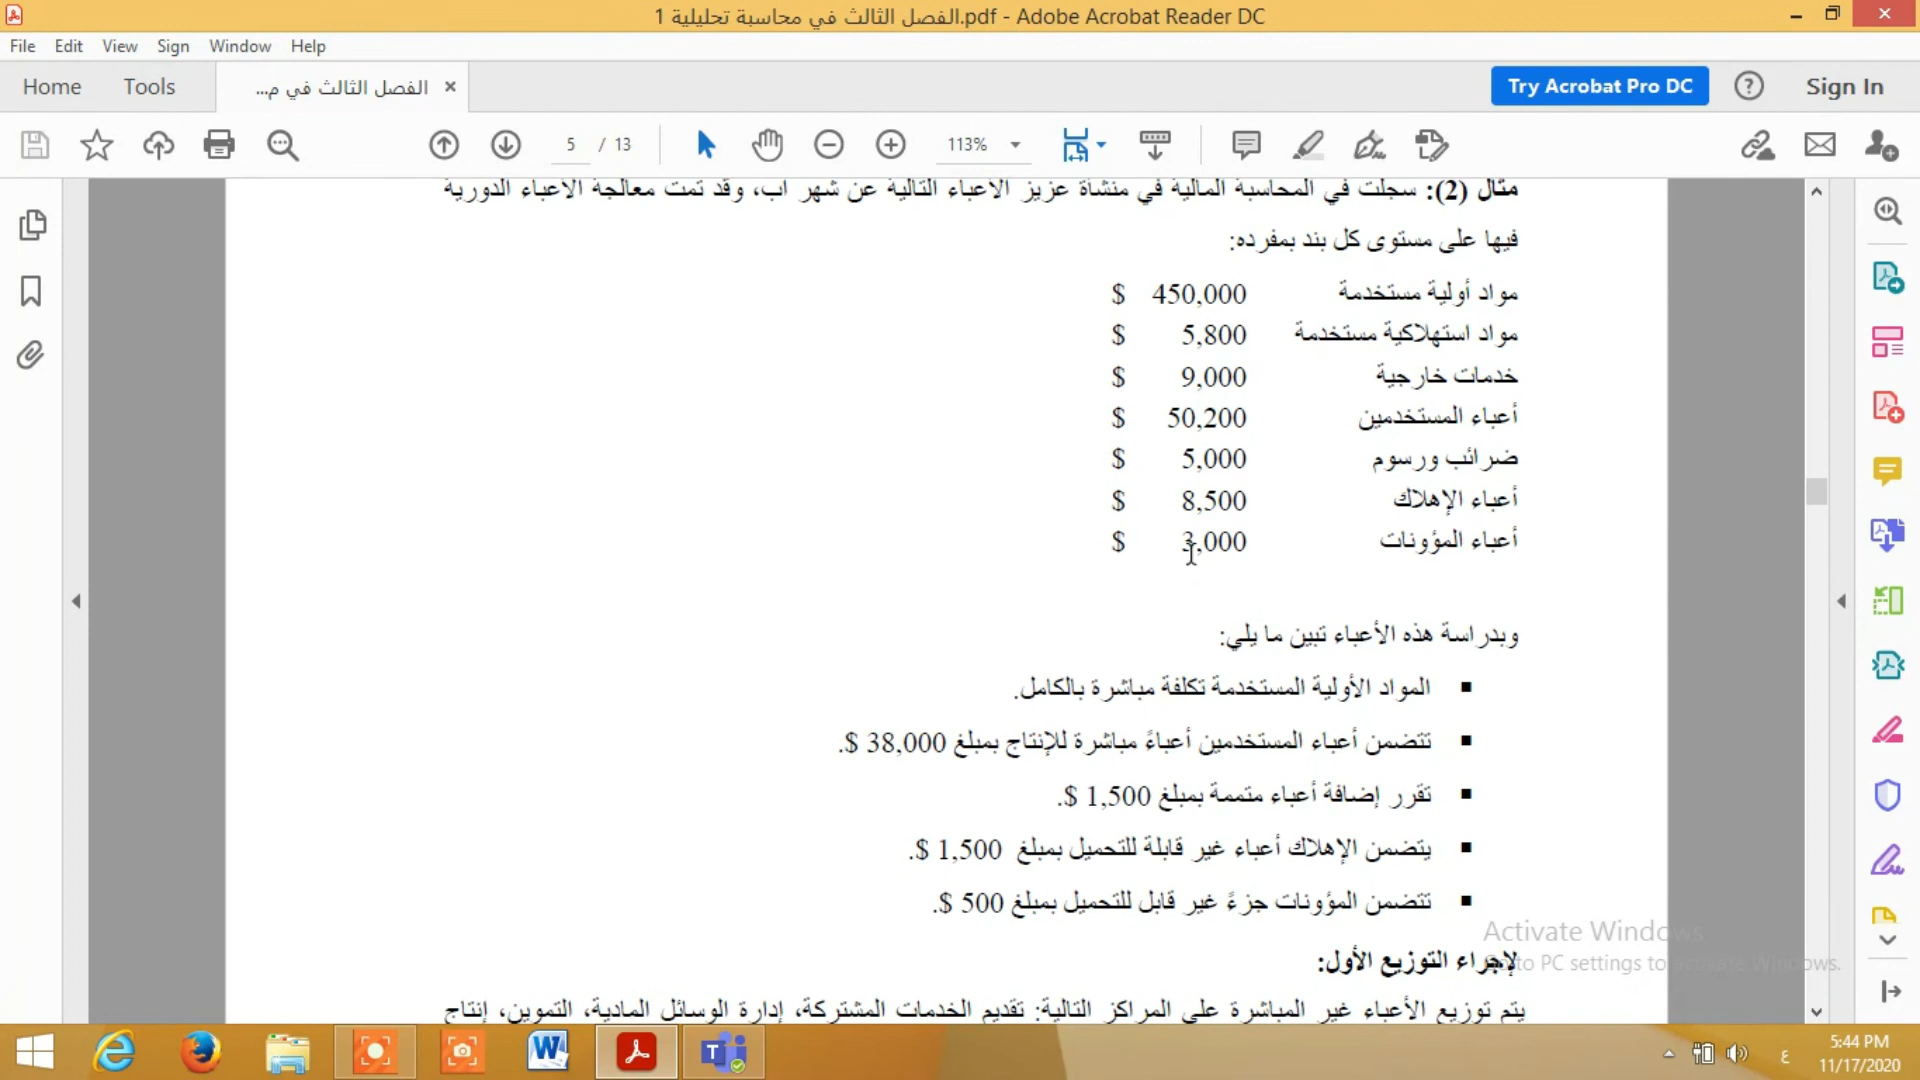 الفصل الثالث في محاسبة تحليلية 1.pdf - Adobe Acrobat Reader DC
File Edit View Sign Window Help
Home Tools الفصل الثالث في م... × Try Acrobat Pro DC ? Sign In
5 / 13 113%
مثال (2): سجلت في المحاسبة المالية في منشأة عزيز الأعباء التالية عن شهر اب، وقد تمت معالجة الأعباء الدورية
فيها على مستوى كل بند بمفرده:
مواد أولية مستخدمة 450,000 $
مواد استهلاكية مستخدمة 5,800 $
خدمات خارجية 9,000 $
أعباء المستخدمين 50,200 $
ضرائب ورسوم 5,000 $
أعباء الإهلاك 8,500 $
أعباء المؤونات 3,000 $
وبدراسة هذه الأعباء تبين ما يلي:
▪ المواد الأولية المستخدمة تكلفة مباشرة بالكامل.
▪ تتضمن أعباء المستخدمين أعباءً مباشرة للإنتاج بمبلغ 38,000 $.
▪ تقرر إضافة أعباء متممة بمبلغ 1,500 $.
▪ يتضمن الإهلاك أعباء غير قابلة للتحميل بمبلغ 1,500 $.
▪ تتضمن المؤونات جزءً غير قابل للتحميل بمبلغ 500 $.
Activate Windows
لإجراء التوزيع الأول:
Go to PC settings to activate Windows.
يتم توزيع الأعباء غير المباشرة على المراكز التالية: تقديم الخدمات المشتركة، إدارة الوسائل المادية، التموين، إنتاج
ع 5:44 PM
11/17/2020